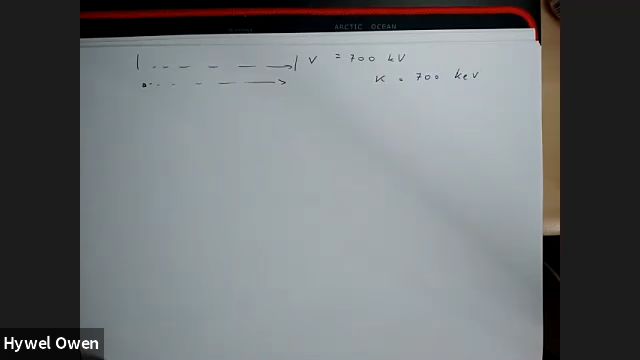 ARCTIC OCEAN
V = 700 kV
K = 700 keV
Hywel Owen